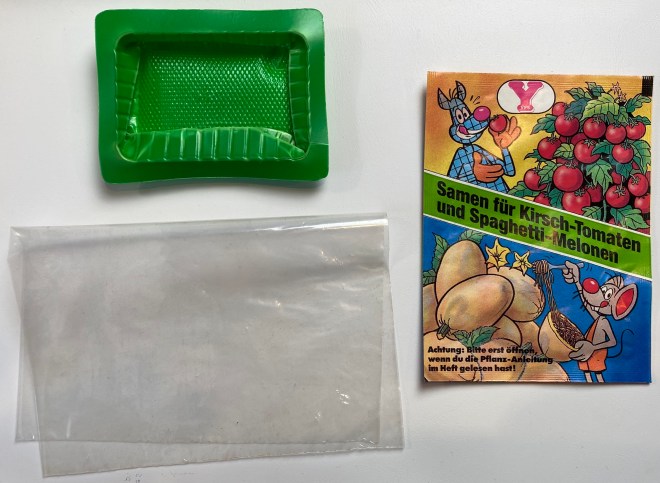 Y
YPS
Samen für Kirsch-Tomaten
und Spaghetti-Melonen
Achtung: Bitte erst öffnen,
wenn du die Pflanz-Anleitung
im Heft gelesen hast!